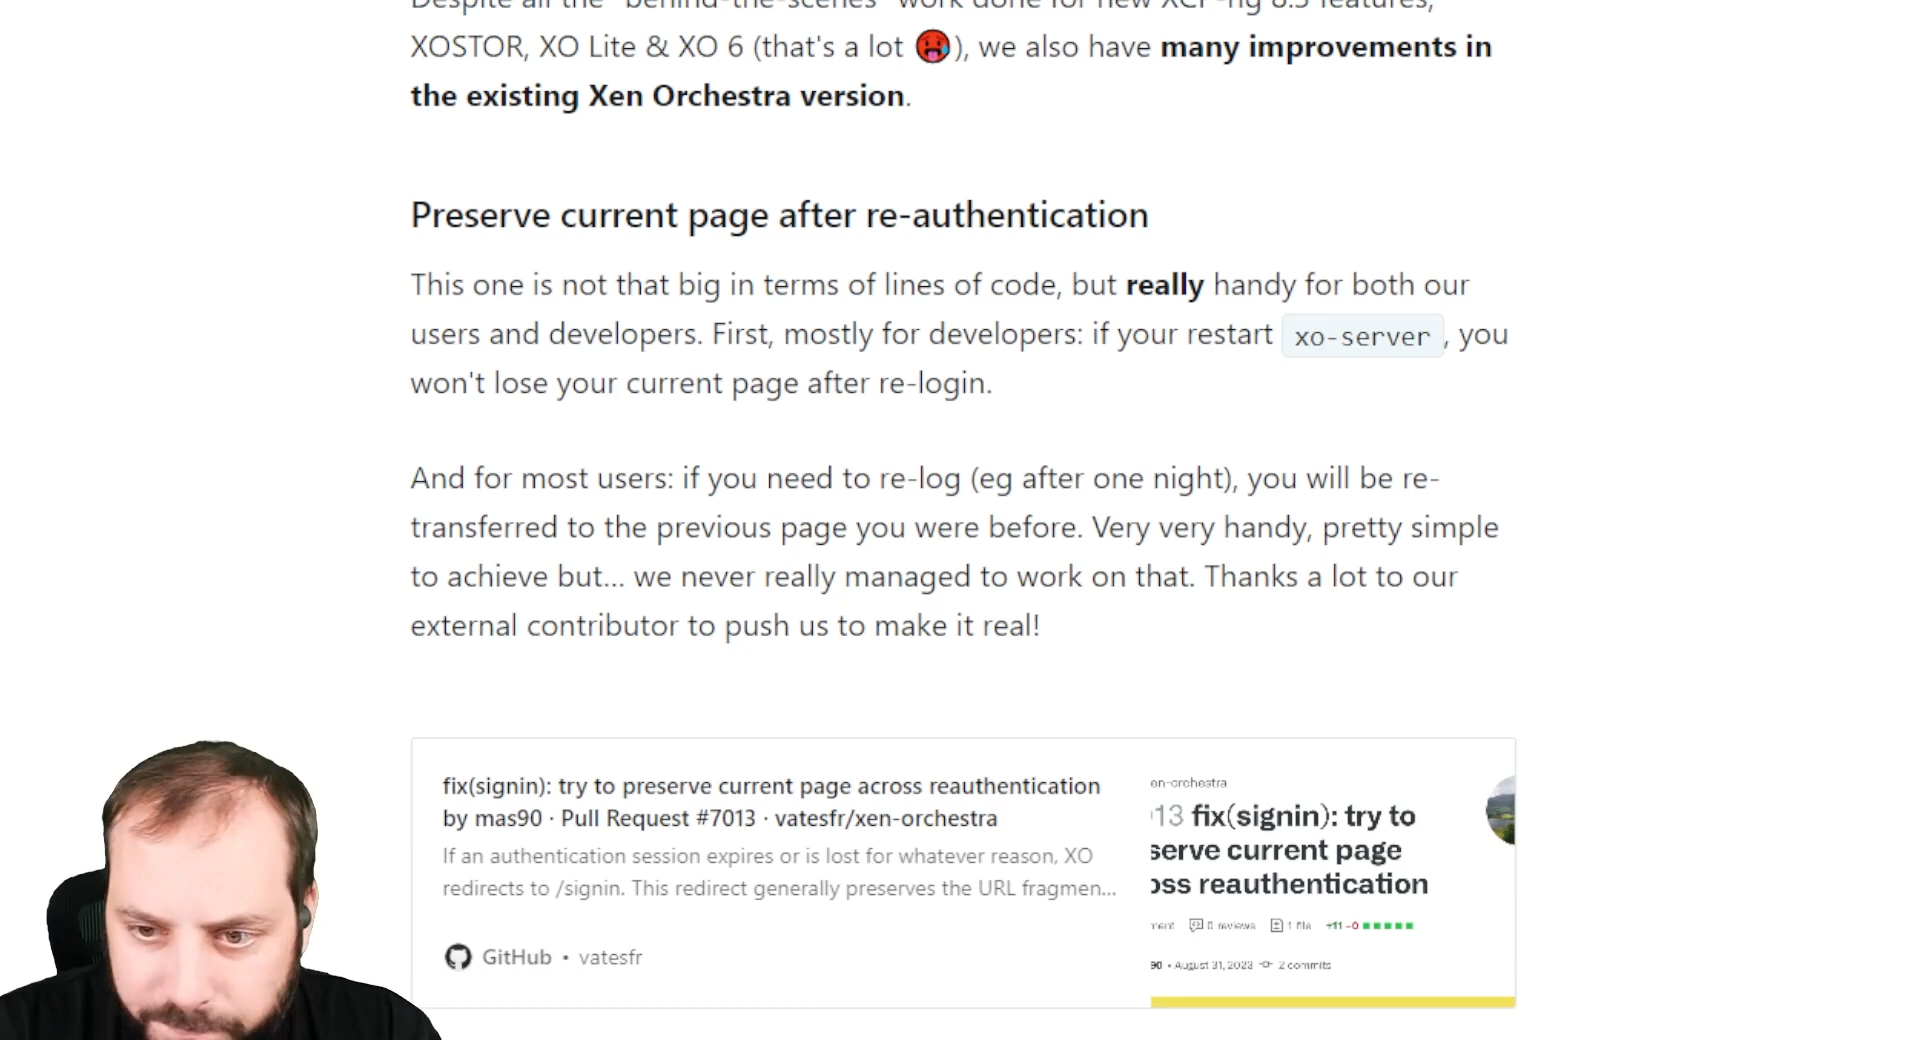 Despite all the "behind-the-scenes" work done for new XCP-ng 8.3 features,
XOSTOR, XO Lite & XO 6 (that's a lot 🥵), we also have many improvements in
the existing Xen Orchestra version.
Preserve current page after re-authentication
This one is not that big in terms of lines of code, but really handy for both our
users and developers. First, mostly for developers: if your restart xo-server, you
won't lose your current page after re-login.
And for most users: if you need to re-log (eg after one night), you will be re-
transferred to the previous page you were before. Very very handy, pretty simple
to achieve but... we never really managed to work on that. Thanks a lot to our
external contributor to push us to make it real!
fix(signin): try to preserve current page across reauthentication
by mas90 · Pull Request #7013 · vatesfr/xen-orchestra
If an authentication session expires or is lost for whatever reason, XO
redirects to /signin. This redirect generally preserves the URL fragmen...
GitHub • vatesfr
en-orchestra
13 fix(signin): try to
serve current page
oss reauthentication
ment 0 reviews 1 file +11 -0
90 • August 31, 2023 2 commits